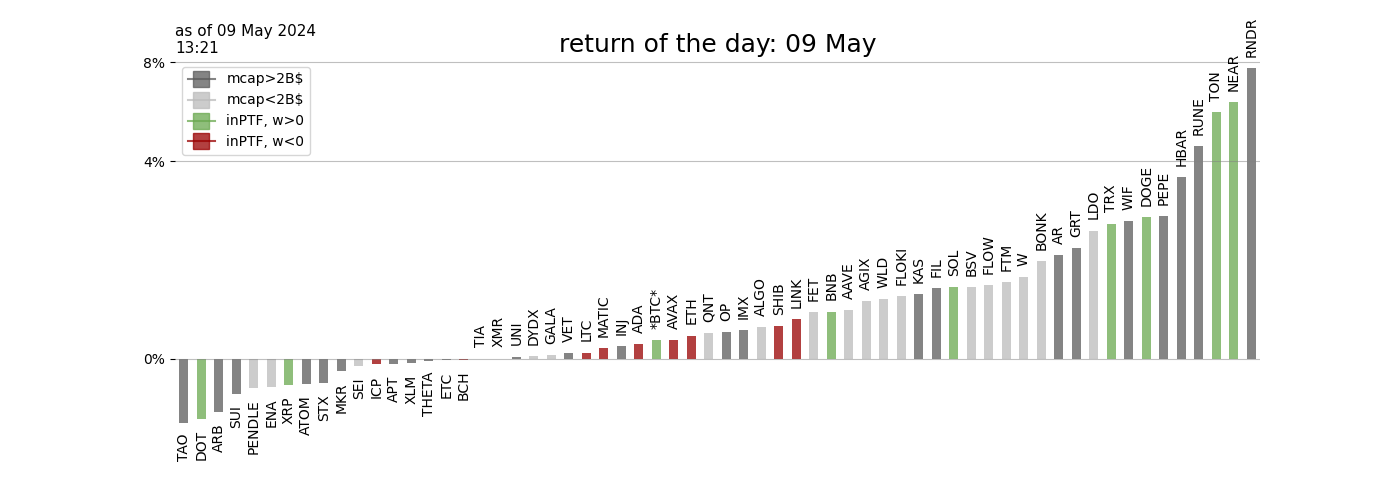 as of 09 May 2024
13:21
return of the day: 09 May
8%
4%
0%
mcap>2B$
mcap<2B$
inPTF, w>0
inPTF, w<0
TAO
DOT
ARB
SUI
PENDLE
ENA
XRP
ATOM
STX
MKR
SEI
ICP
APT
XLM
THETA
ETC
BCH
TIA
XMR
UNI
DYDX
GALA
VET
LTC
MATIC
INJ
ADA
*BTC*
AVAX
ETH
QNT
OP
IMX
ALGO
SHIB
LINK
FET
BNB
AAVE
AGIX
WLD
FLOKI
KAS
FIL
SOL
BSV
FLOW
FTM
W
BONK
AR
GRT
LDO
TRX
WIF
DOGE
PEPE
HBAR
RUNE
TON
NEAR
RNDR